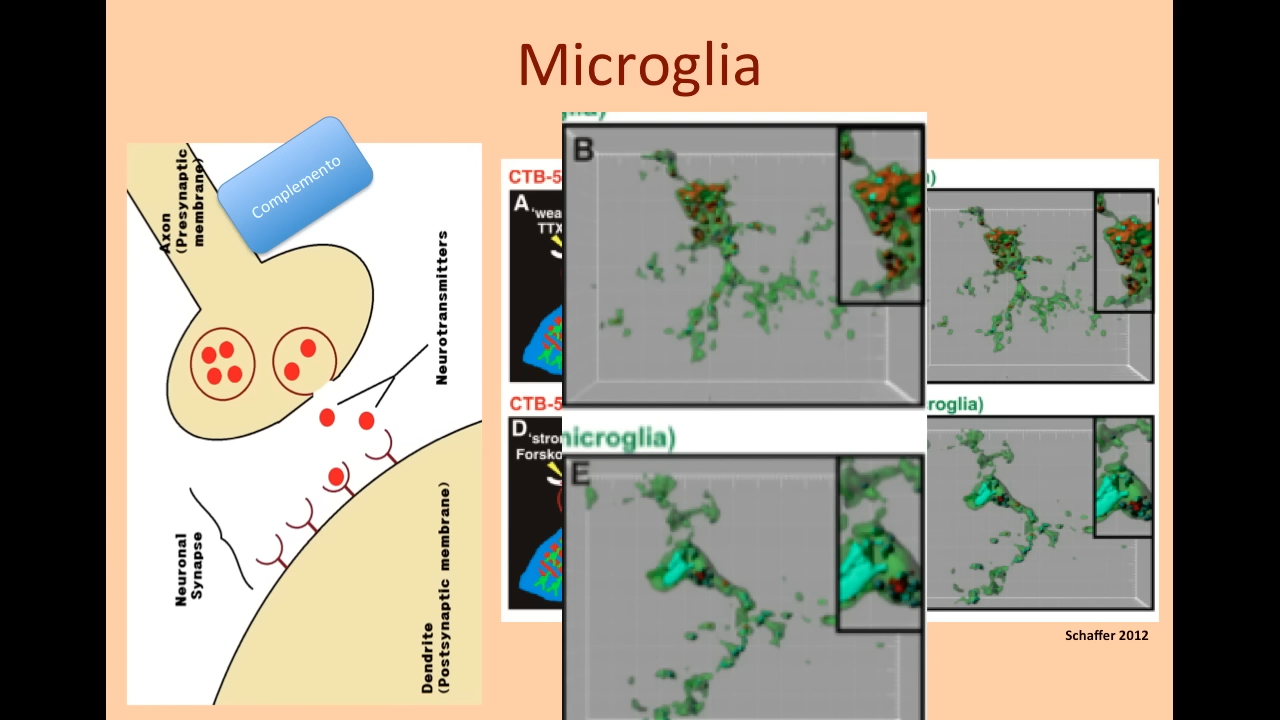 Microglia
Complemento
Axon
(Presynaptic
membrane)
Neurotransmitters
Neuronal
Synapse
Dendrite
(Postsynaptic membrane)
CTB-5
A
TTX
B
CTB-5
D
microglia)
roglia)
E
Schaffer 2012